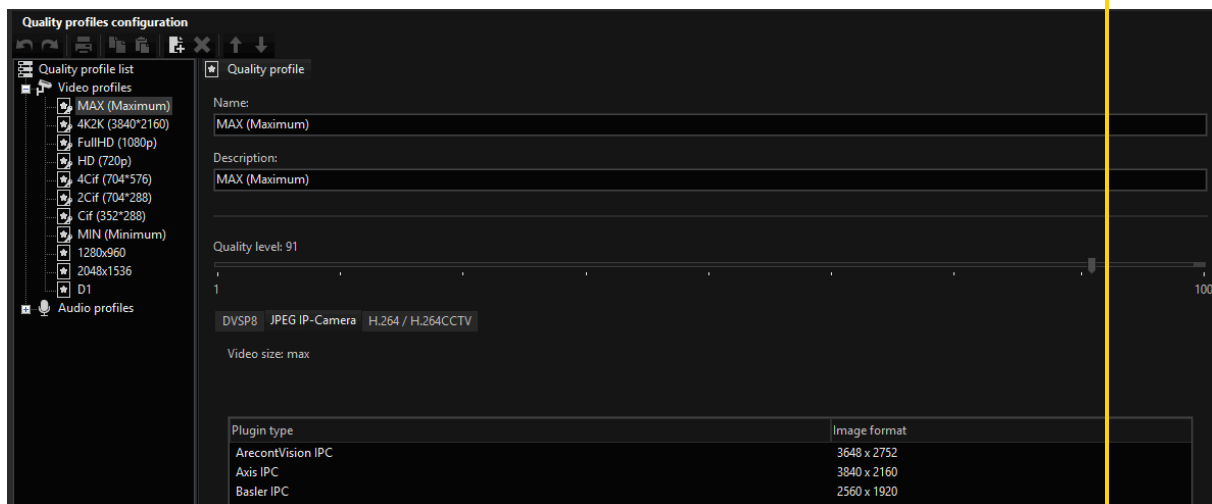 Quality profiles configuration
Quality profile list
Video profiles
MAX (Maximum)
4K2K (3840*2160)
FullHD (1080p)
HD (720p)
4Cif (704*576)
2Cif (704*288)
Cif (352*288)
MIN (Minimum)
1280x960
2048x1536
D1
Audio profiles
Quality profile
Name:
MAX (Maximum)
Description:
MAX (Maximum)
Quality level: 91
1 100
DVSP8 JPEG IP-Camera H.264 / H.264CCTV
Video size: max
Plugin type Image format
ArecontVision IPC 3648 x 2752
Axis IPC 3840 x 2160
Basler IPC 2560 x 1920